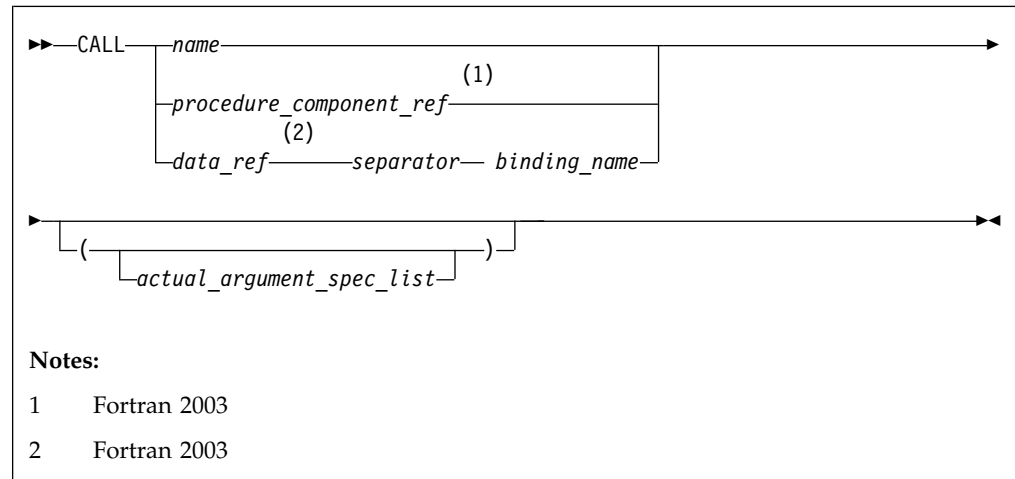 CALL name
(1)
procedure_component_ref
(2)
data_ref separator binding_name
( )
actual_argument_spec_list
Notes:
1 Fortran 2003
2 Fortran 2003